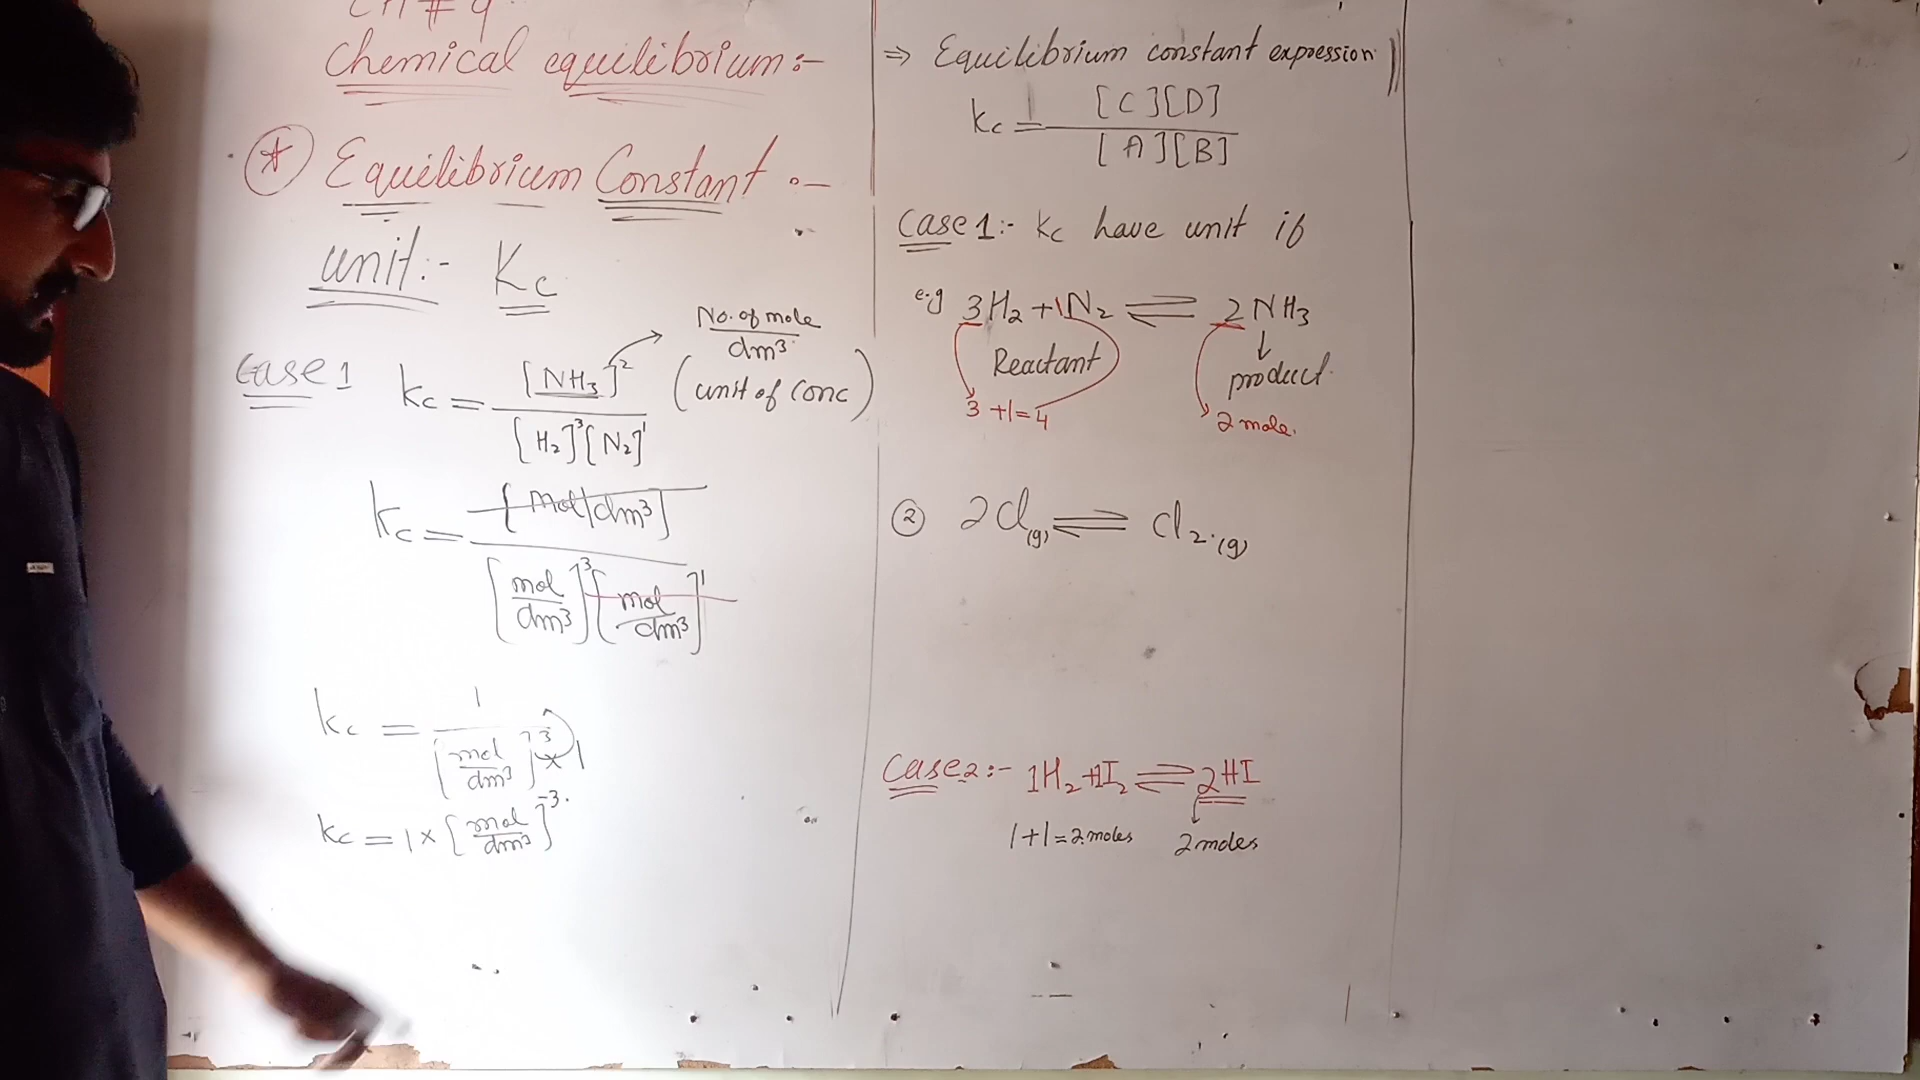 CH # 9
Chemical equilibrium:-
* Equilibrium Constant :-
unit:- Kc
Case 1 Kc = [NH3]² / [H2]³[N2]¹
No. of mole / dm³
(unit of conc)
Kc = [mol/dm³] / [mol/dm³]³[mol/dm³]¹
Kc = 1 / [mol/dm³]³ × 1
Kc = 1 × [mol/dm³]⁻³.
⇒ Equilibrium constant expression
Kc = [C][D] / [A][B]
Case 1:- Kc have unit if
e.g 3H2 + 1N2 ⇌ 2NH3
Reactant
product.
3 + 1 = 4
2 mole.
② 2Cl(g) ⇌ Cl2.(g)
Case 2:- 1H2 + 1I2 ⇌ 2HI
1+1=2.moles 2 moles